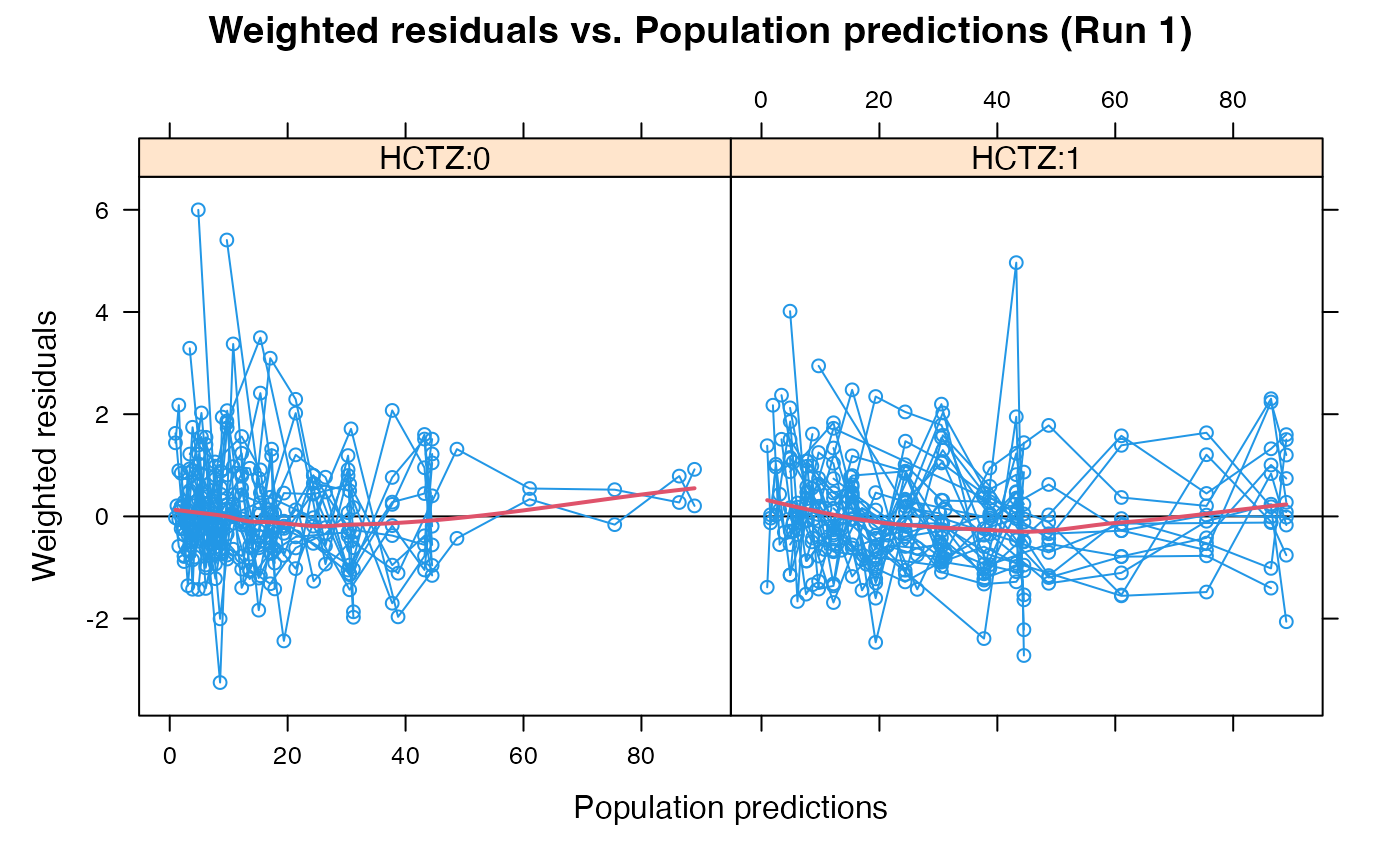 Weighted residuals vs. Population predictions (Run 1)
0 20 40 60 80
HCTZ:0 HCTZ:1
6
4
2
0
-2
Weighted residuals
0 20 40 60 80
Population predictions